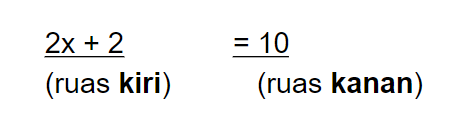 2x + 2 = 10
(ruas kiri) (ruas kanan)